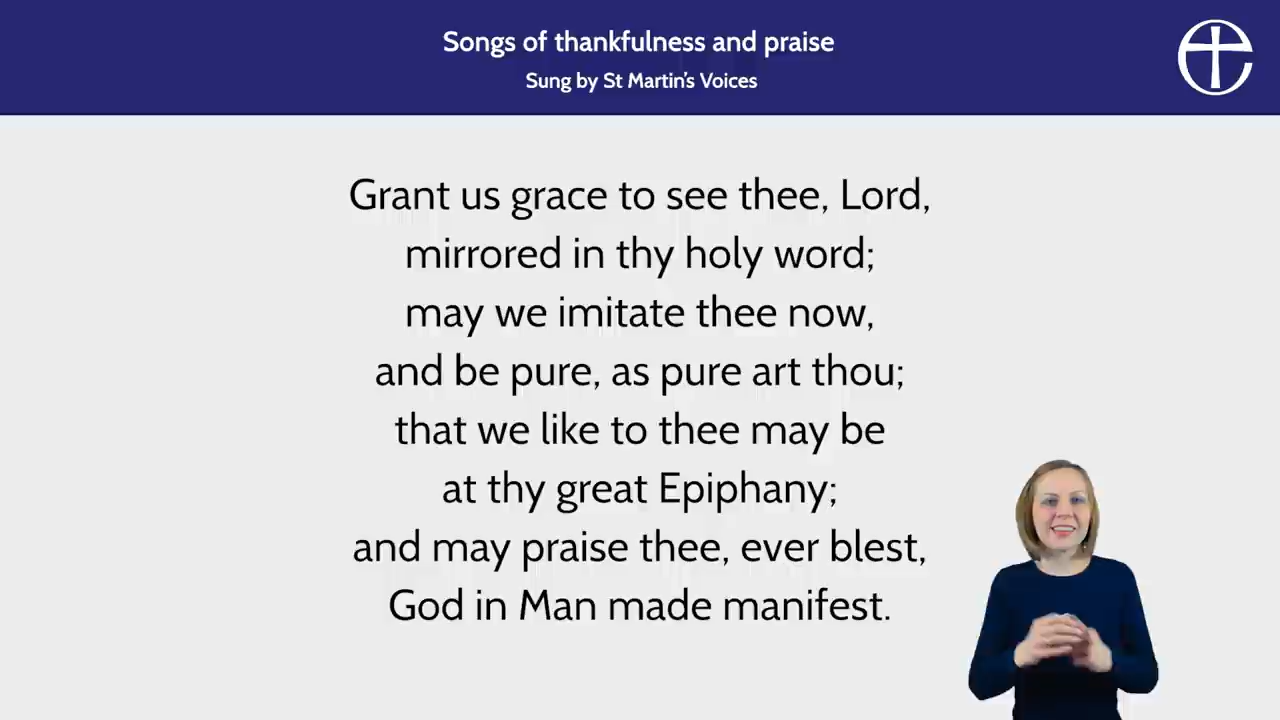 Songs of thankfulness and praise
Sung by St Martin's Voices
Grant us grace to see thee, Lord,
mirrored in thy holy word;
may we imitate thee now,
and be pure, as pure art thou;
that we like to thee may be
at thy great Epiphany;
and may praise thee, ever blest,
God in Man made manifest.